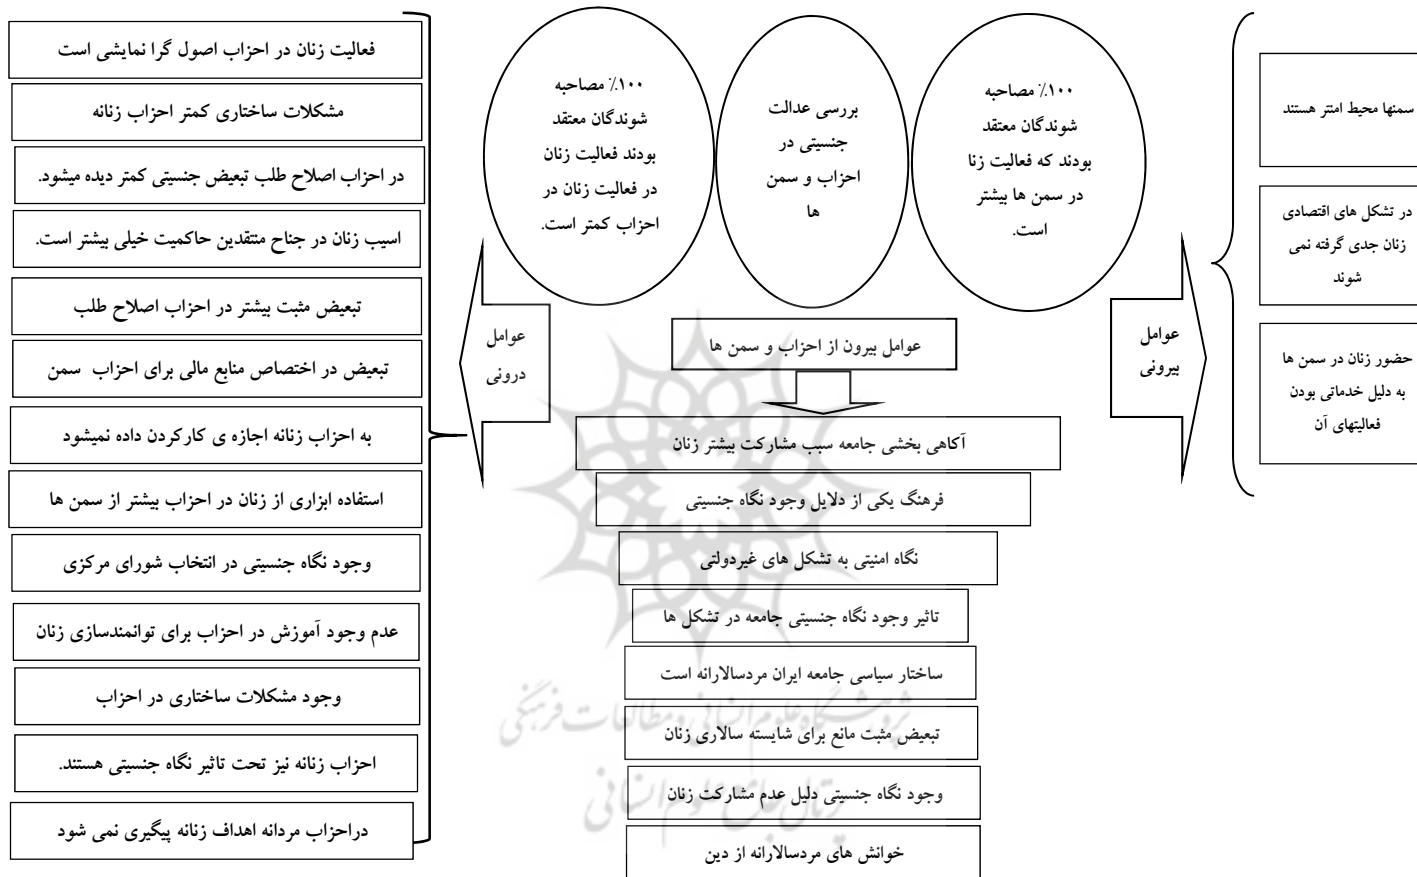 ۱۰۰٪ مصاحبه
شوندگان معتقد
بودند که فعالیت زنا
در سمن ها بیشتر
است.
بررسی عدالت
جنسیتی در
احزاب و سمن
ها
۱۰۰٪ مصاحبه
شوندگان معتقد
بودند فعالیت زنان
در فعالیت زنان در
احزاب کمتر است.
سمنها محیط امنتر هستند
در تشکل های اقتصادی
زنان جدی گرفته نمی
شوند
حضور زنان در سمن ها
به دلیل خدماتی بودن
فعالیتهای آن
عوامل
بیرونی
عوامل بیرون از احزاب و سمن ها
آکاهی بخشی جامعه سبب مشارکت بیشتر زنان
فرهنگ یکی از دلایل وجود نگاه جنسیتی
نگاه امنیتی به تشکل های غیردولتی
تاثیر وجود نگاه جنسیتی جامعه در تشکل ها
ساختار سیاسی جامعه ایران مردسالارانه است
تبعیض مثبت مانع برای شایسته سالاری زنان
وجود نگاه جنسیتی دلیل عدم مشارکت زنان
خوانش های مردسالارانه از دین
عوامل
درونی
فعالیت زنان در احزاب اصول گرا نمایشی است
مشکلات ساختاری کمتر احزاب زنانه
در احزاب اصلاح طلب تبعیض جنسیتی کمتر دیده میشود.
اسیب زنان در جناح منتقدین حاکمیت خیلی بیشتر است.
تبعیض مثبت بیشتر در احزاب اصلاح طلب
تبعیض در اختصاص منابع مالی برای احزاب سمن
به احزاب زنانه اجازه ی کارکردن داده نمیشود
استفاده ابزاری از زنان در احزاب بیشتر از سمن ها
وجود نگاه جنسیتی در انتخاب شورای مرکزی
عدم وجود آموزش در احزاب برای توانمندسازی زنان
وجود مشکلات ساختاری در احزاب
احزاب زنانه نیز تحت تاثیر نگاه جنسیتی هستند.
دراحزاب مردانه اهداف زنانه پیگیری نمی شود
پژوهشگاه علوم انسانی و مطالعات فرهنگی
پرتال جامع علوم انسانی